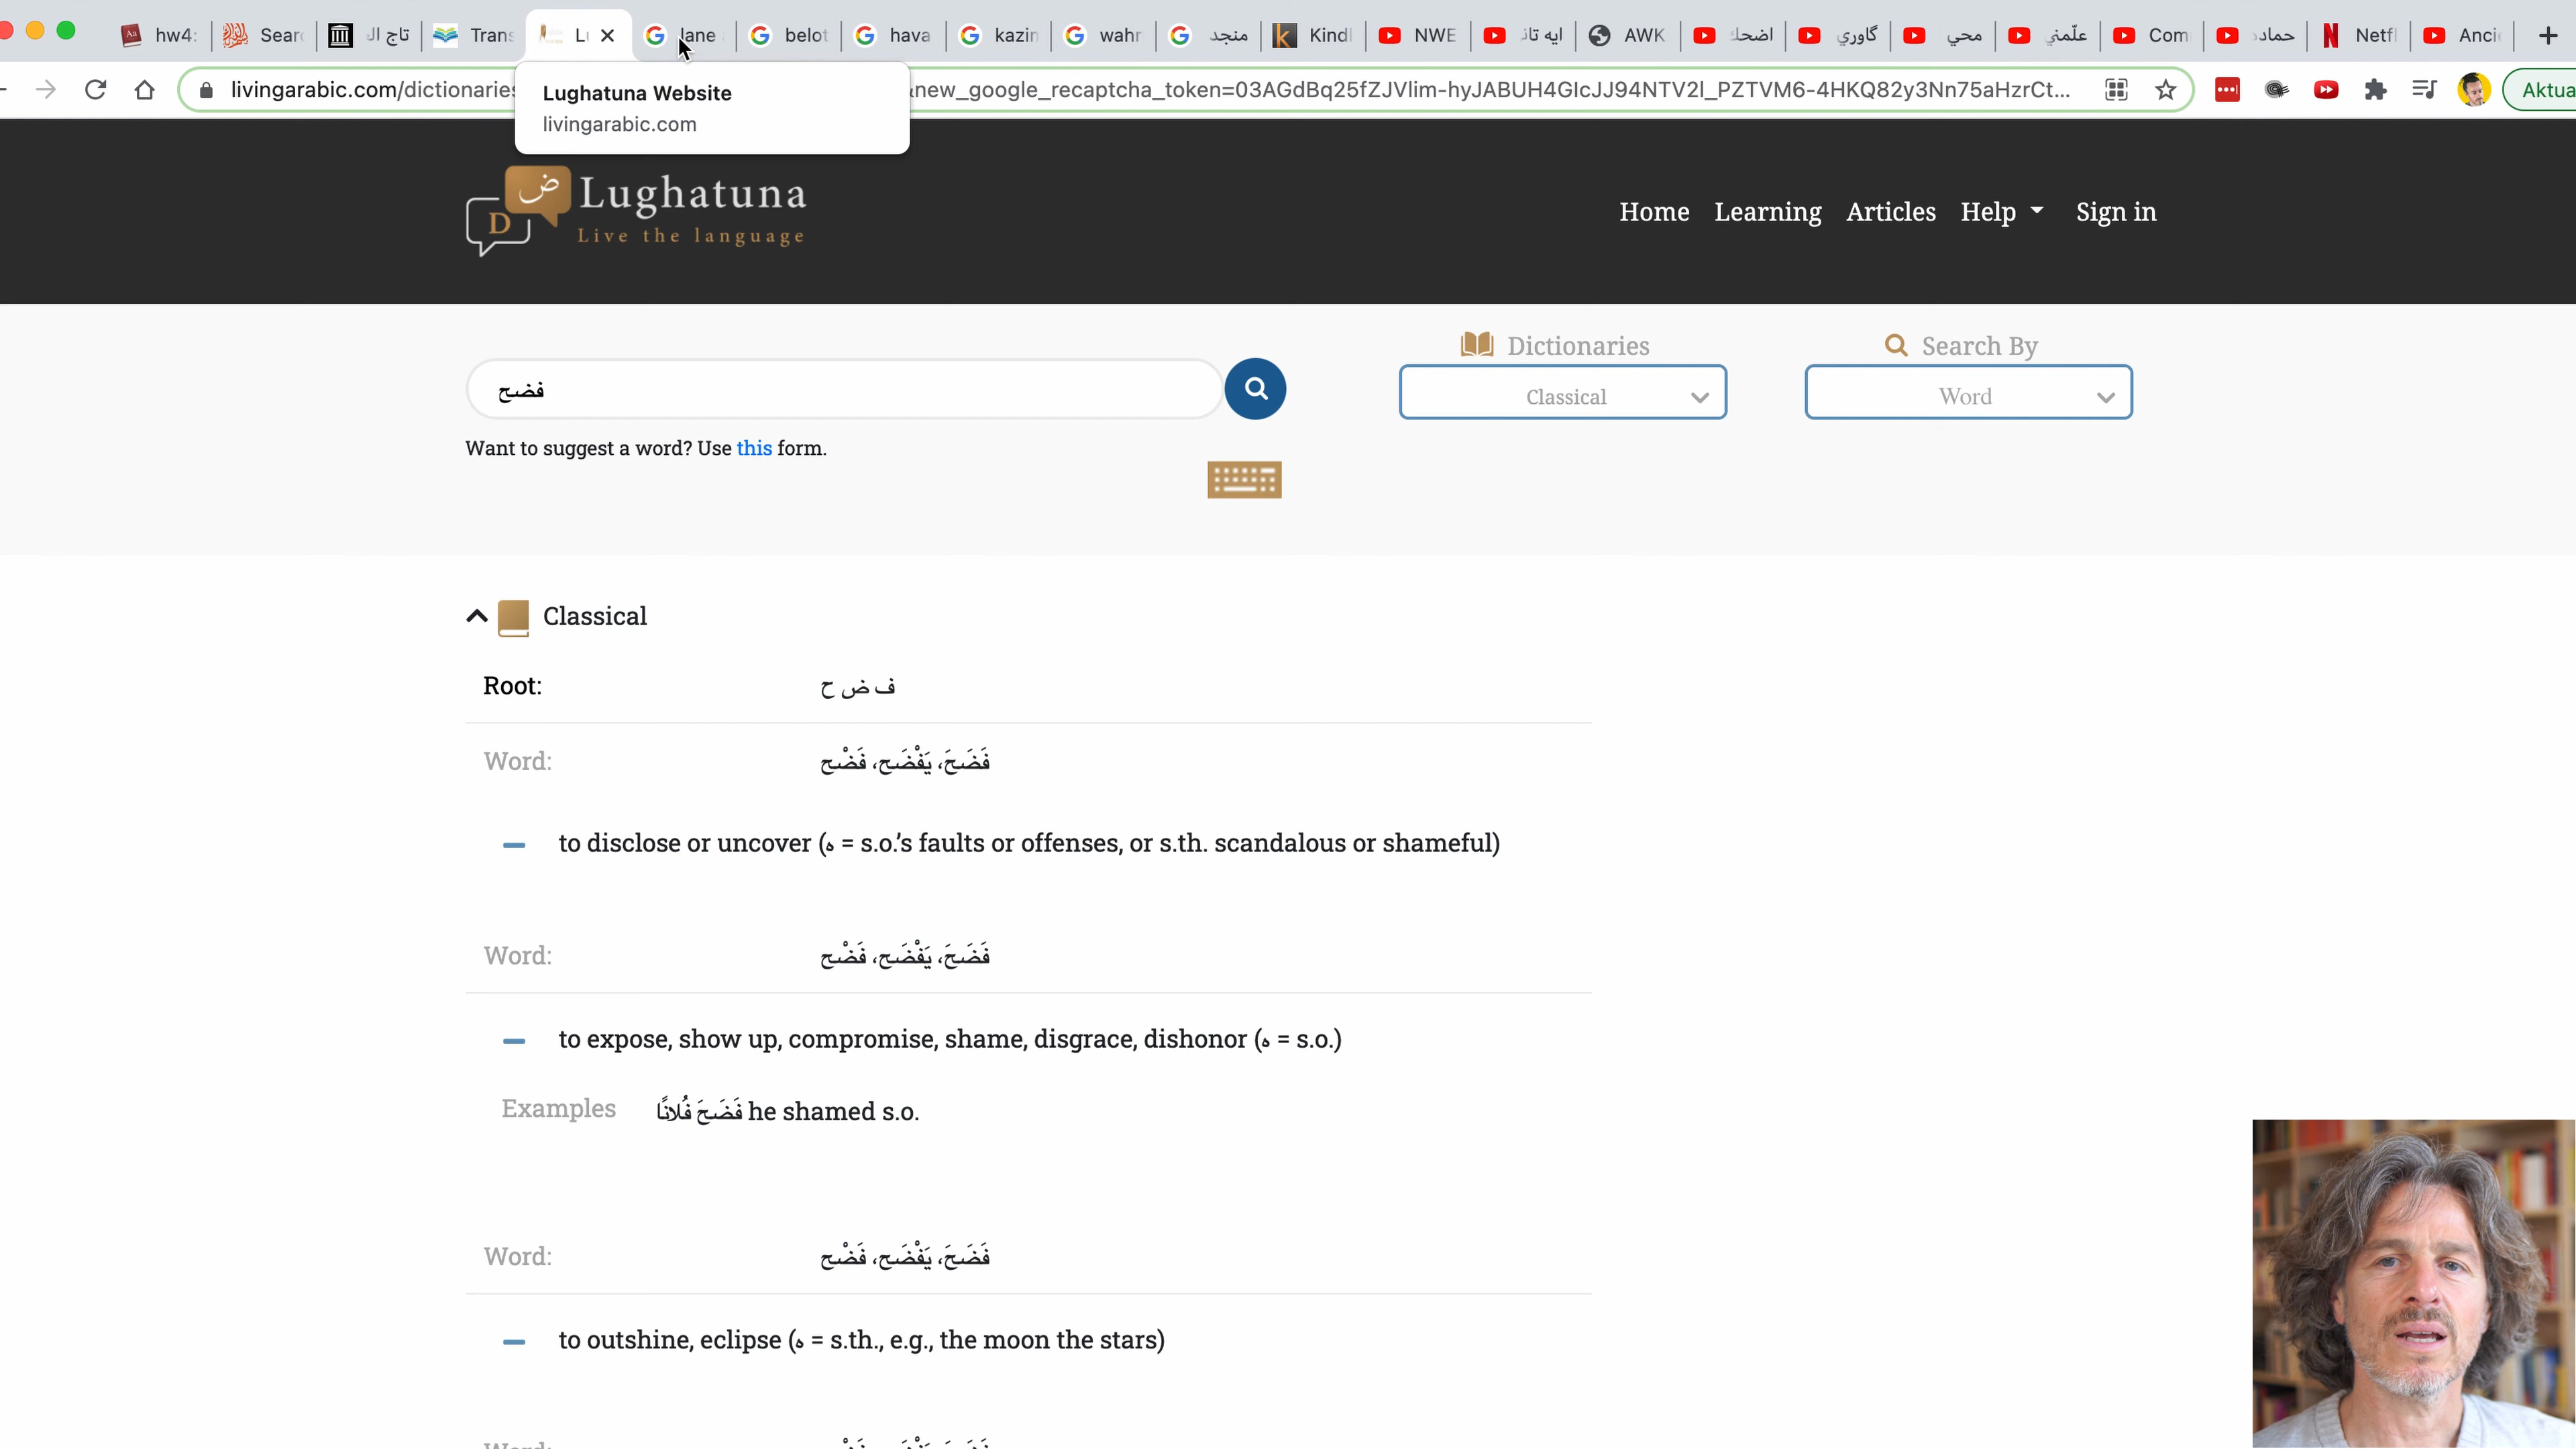 hw4: Sear تاج ال Trans Lu lane belot hava kazin wahr منجد Kindl NWE ايه تاذ AWK اضحك گاوري محي علّمني Com حماده Netfl Anci
livingarabic.com/dictionaries &new_google_recaptcha_token=03AGdBq25fZJVlim-hyJABUH4GIcJJ94NTV2l_PZTVM6-4HKQ82y3Nn75aHzrCt... Aktua
Lughatuna Website
livingarabic.com
ض D Lughatuna
Live the language
Home Learning Articles Help Sign in
Dictionaries Search By
فضح Classical Word
Want to suggest a word? Use this form.
Classical
Root: ف ض ح
Word: فَضَحَ، يَفْضَح، فَضْح
to disclose or uncover (ه = s.o.’s faults or offenses, or s.th. scandalous or shameful)
Word: فَضَحَ، يَفْضَح، فَضْح
to expose, show up, compromise, shame, disgrace, dishonor (ه = s.o.)
Examples فَضَحَ فُلانًا he shamed s.o.
Word: فَضَحَ، يَفْضَح، فَضْح
to outshine, eclipse (ه = s.th., e.g., the moon the stars)